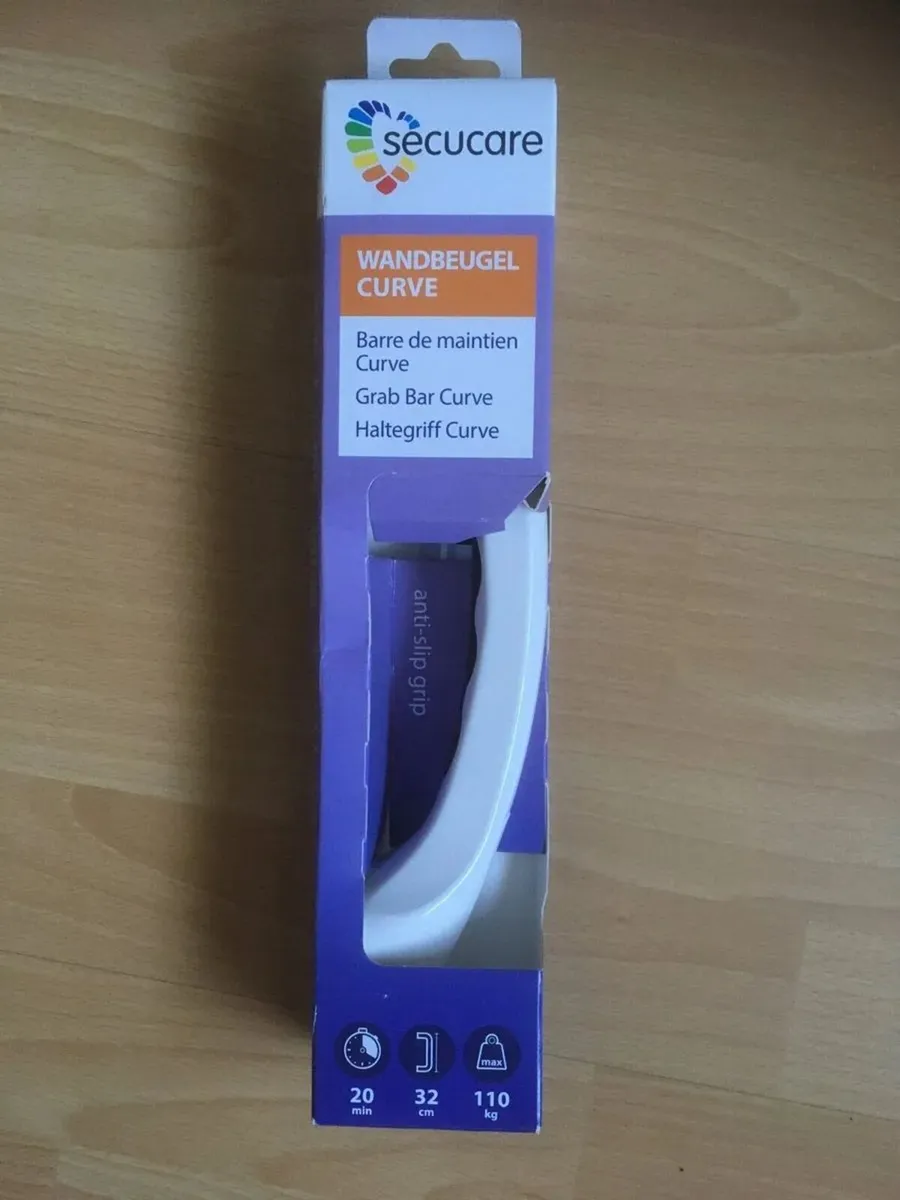 secucare
WANDBEUGEL
CURVE
Barre de maintien
Curve
Grab Bar Curve
Haltegriff Curve
anti-slip grip
max
20
min
32
cm
110
kg